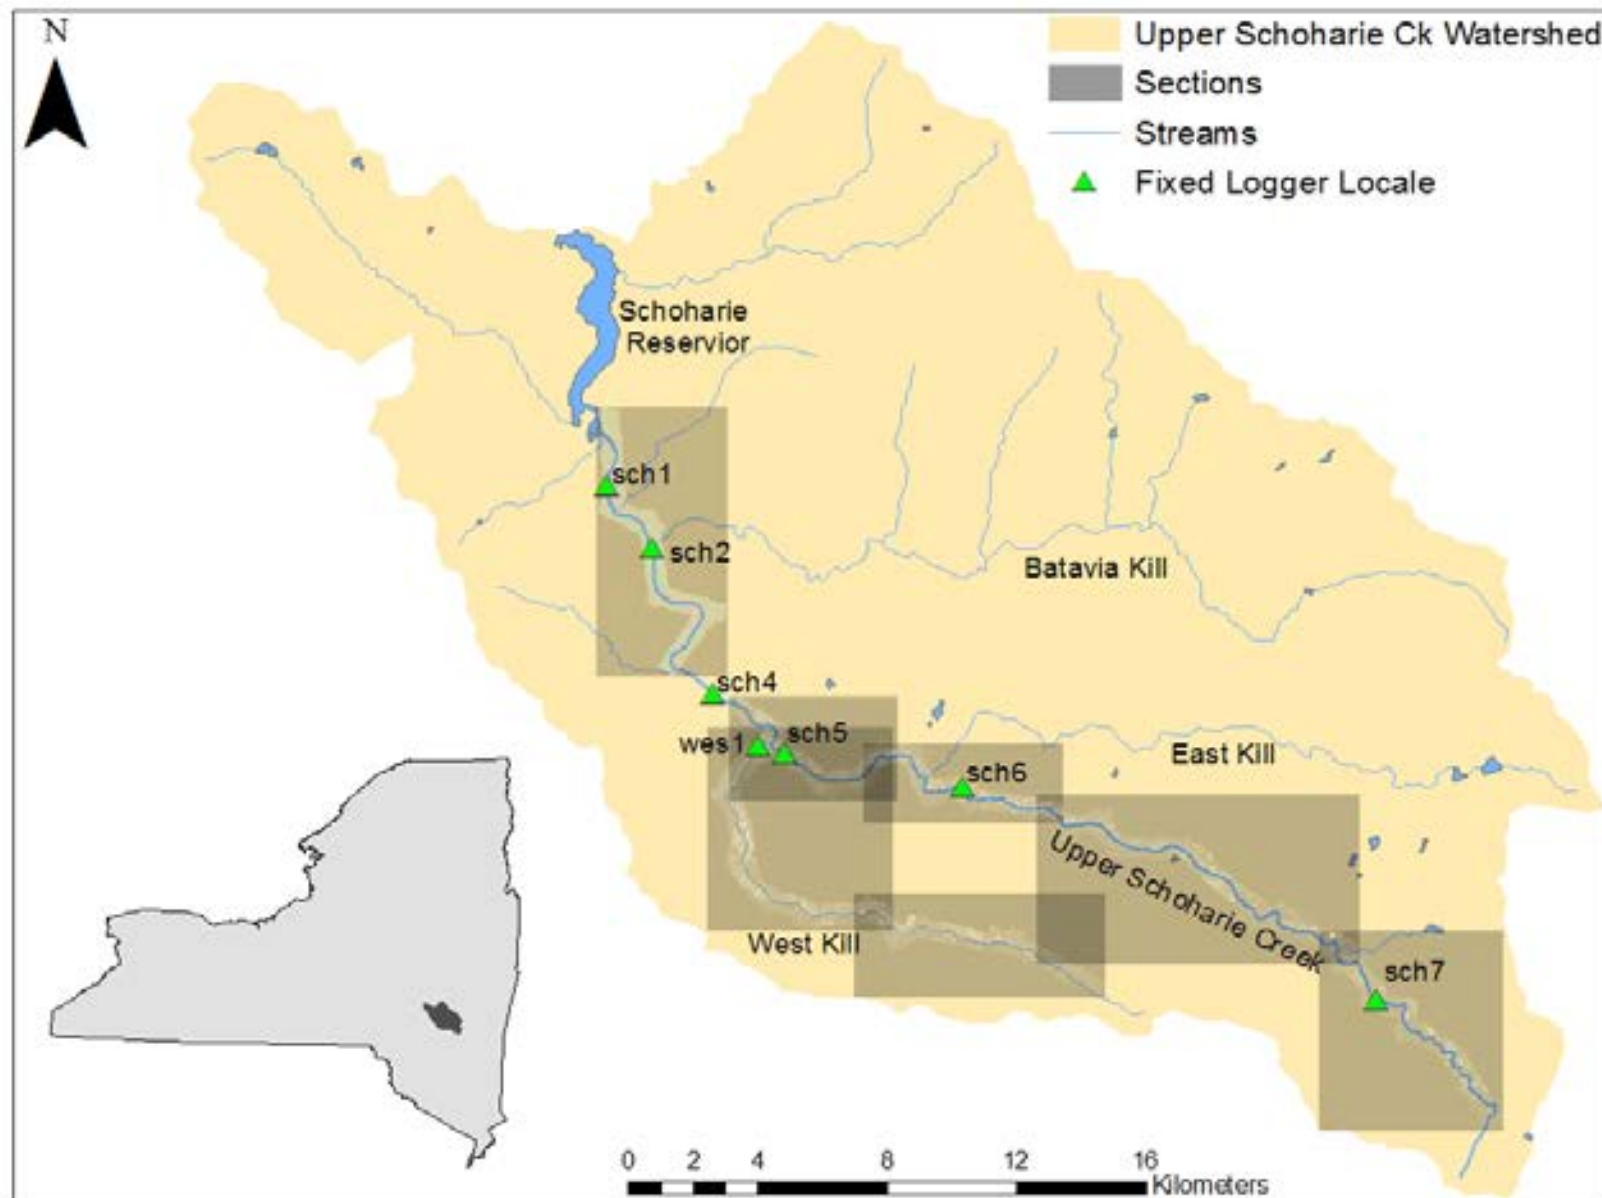 N
Upper Schoharie Ck Watershed
Sections
Streams
Fixed Logger Locale
Schoharie
Reservior
sch1
sch2
Batavia Kill
sch4
wes1
sch5
East Kill
sch6
Upper Schoharie Creek
West Kill
sch7
0 2 4 8 12 16
Kilometers